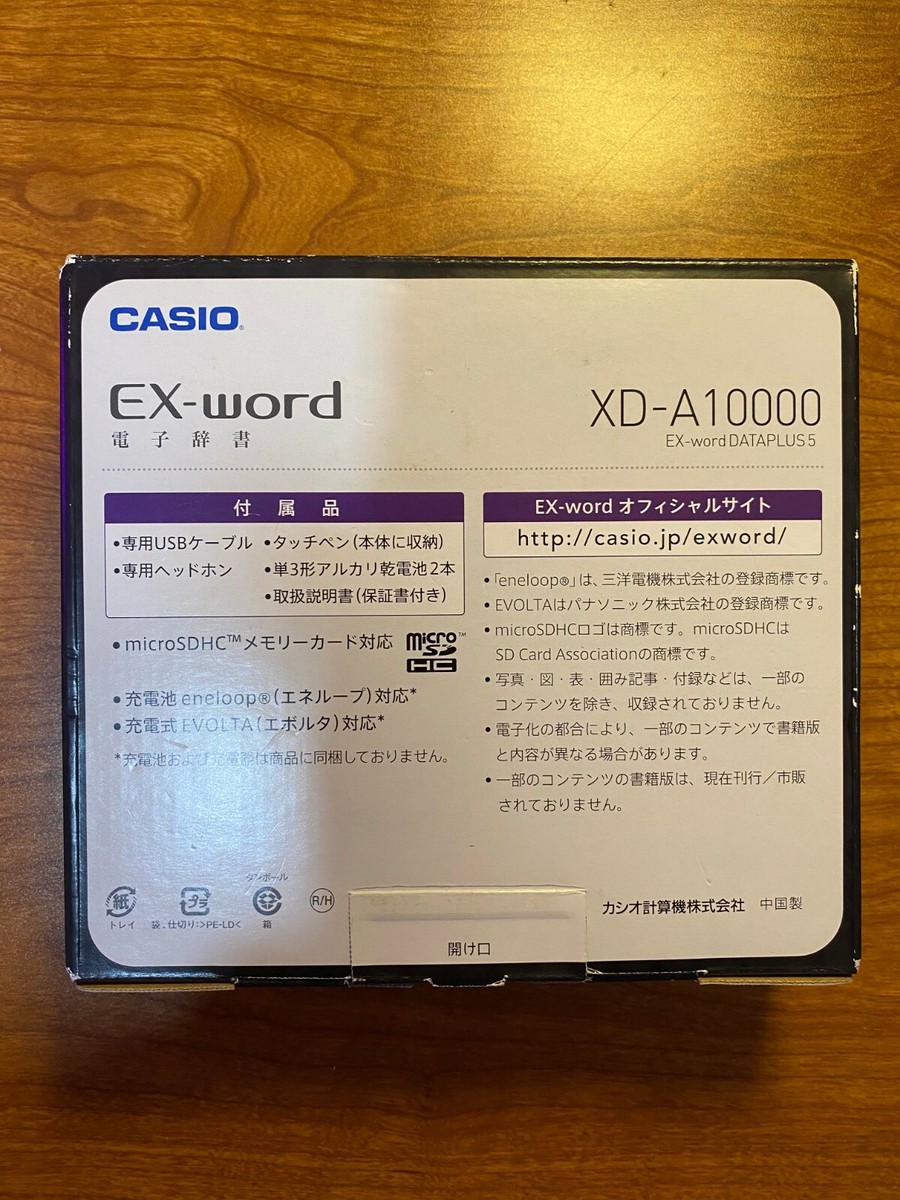 CASIO®
EX-word
電子辞書
XD-A10000
EX-word DATAPLUS 5
付属品
•専用USBケーブル •タッチペン(本体に収納)
•専用ヘッドホン •単3形アルカリ乾電池2本
•取扱説明書(保証書付き)
• microSDHC™メモリーカード対応
micro SD HC™
• 充電池 eneloop®(エネループ)対応*
• 充電式EVOLTA(エボルタ)対応*
*充電池および充電器は商品に同梱しておりません。
EX-word オフィシャルサイト
http://casio.jp/exword/
•「eneloop®」は、三洋電機株式会社の登録商標です。
• EVOLTAはパナソニック株式会社の登録商標です。
• microSDHCロゴは商標です。microSDHCは
SD Card Associationの商標です。
• 写真・図・表・囲み記事・付録などは、一部の
コンテンツを除き、収録されておりません。
• 電子化の都合により、一部のコンテンツで書籍版
と内容が異なる場合があります。
• 一部のコンテンツの書籍版は、現在刊行／市販
されておりません。
ダンボール
紙 プラ R/H
トレイ 袳、仕切り:>PE-LD< 箱
カシオ計算機株式会社 中国製
開け口